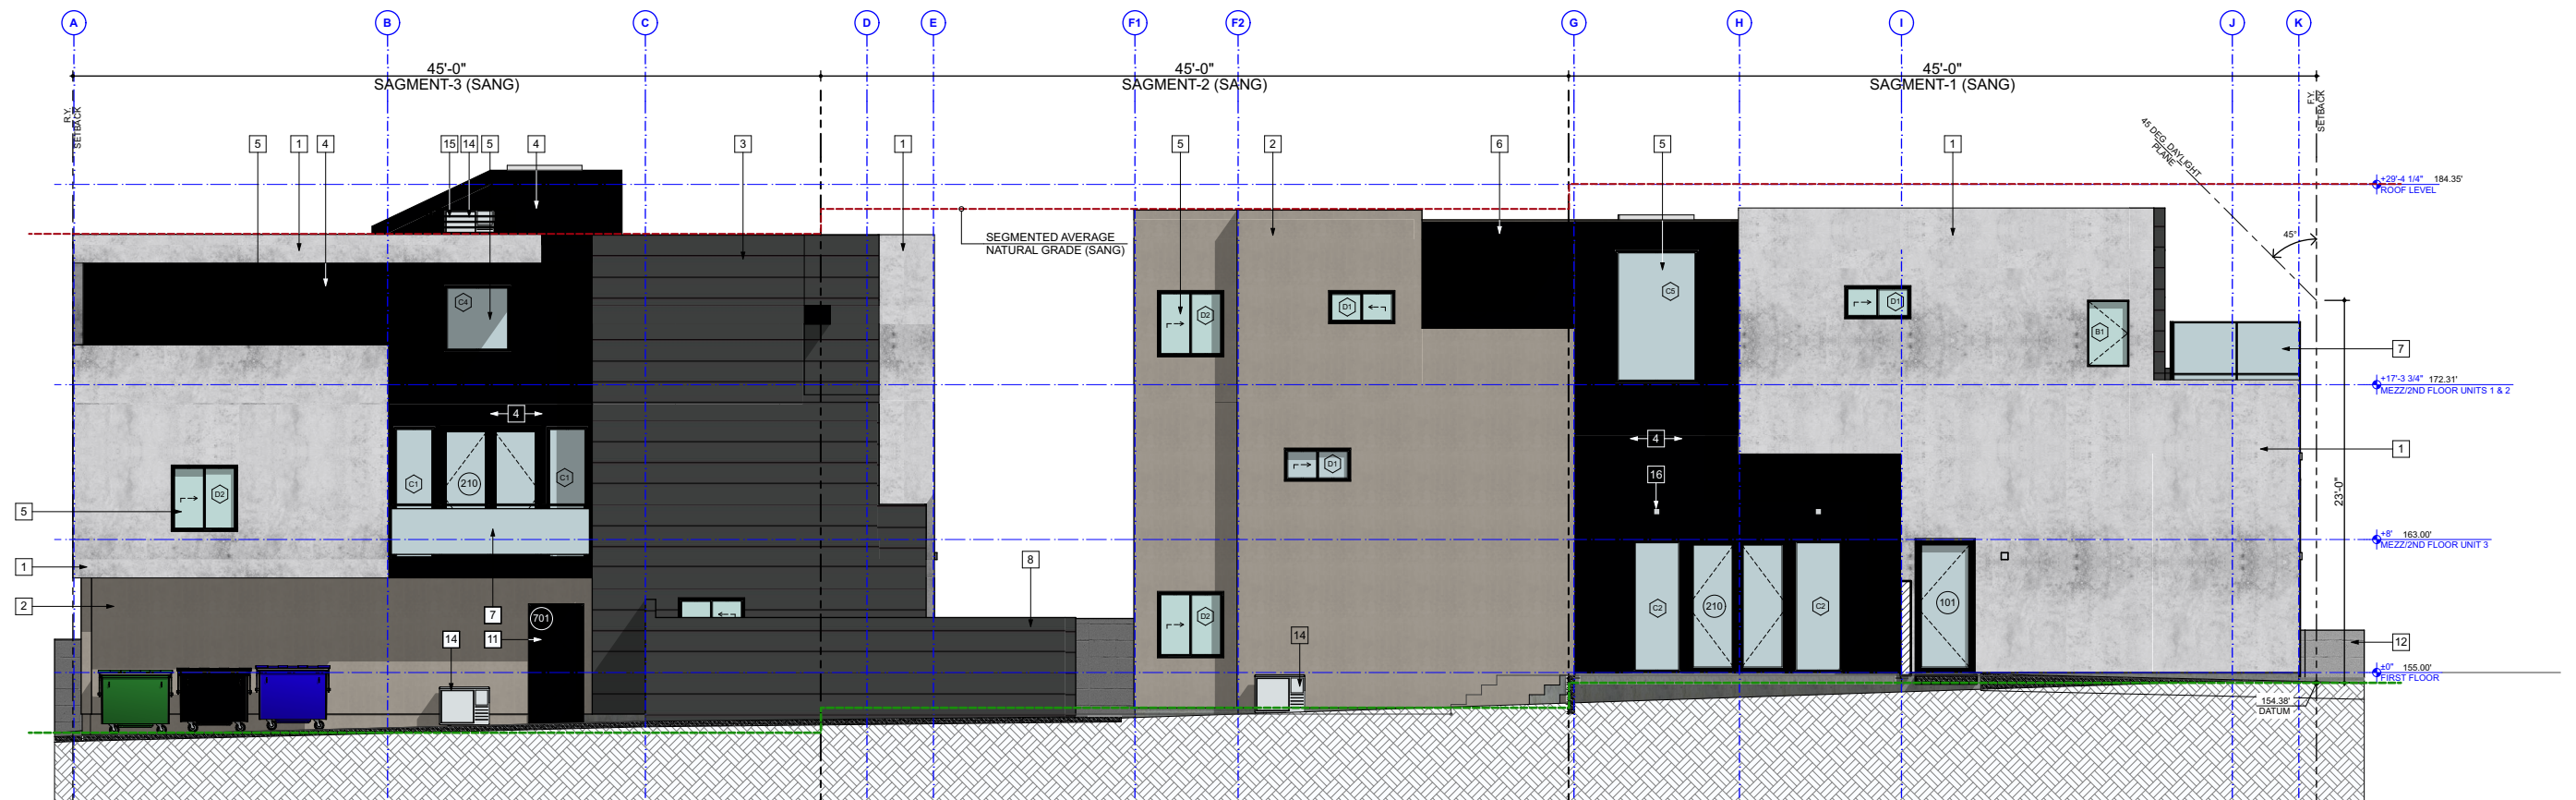 A B C D E F1 F2 G H I J K
45'-0" 45'-0" 45'-0"
SAGMENT-3 (SANG) SAGMENT-2 (SANG) SAGMENT-1 (SANG)
R.Y. SETBACK
F.Y. SETBACK
5 1 4 15 14 5 4 3 1 5 2 6 5 1
45 DEG. DAYLIGHT
PLANE
+29'-4 1/4" 184.35'
ROOF LEVEL
SEGMENTED AVERAGE
NATURAL GRADE (SANG)
45°
C4 D2 D1 C5 D1 B1
7
+17'-3 3/4" 172.31'
MEZZ/2ND FLOOR UNITS 1 & 2
4 4
1
C1 210 C1 D1
D2
16
23'-0"
5
+8' 163.00'
MEZZ/2ND FLOOR UNIT 3
1
8
2
7
701
D2
C2 210 C2 101
11
14 14
12
±0" 155.00'
FIRST FLOOR
154.38'
DATUM